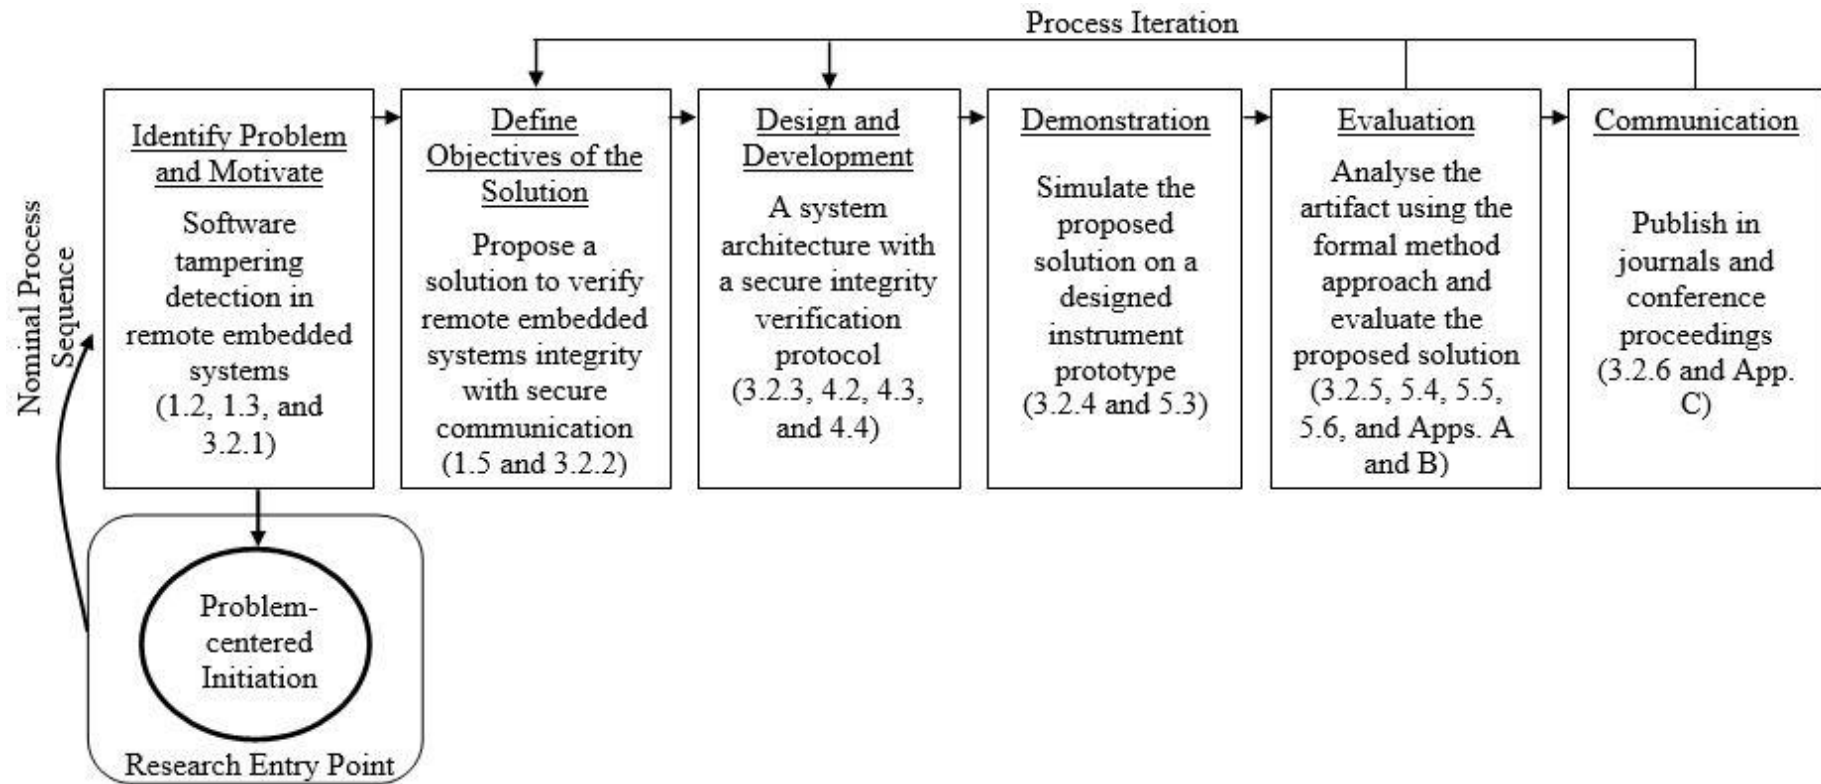 Process Iteration
Nominal Process
Sequence
Identify Problem
and Motivate
Software
tampering
detection in
remote embedded
systems
(1.2, 1.3, and
3.2.1)
Define
Objectives of the
Solution
Propose a
solution to verify
remote embedded
systems integrity
with secure
communication
(1.5 and 3.2.2)
Design and
Development
A system
architecture with
a secure integrity
verification
protocol
(3.2.3, 4.2, 4.3,
and 4.4)
Demonstration
Simulate the
proposed
solution on a
designed
instrument
prototype
(3.2.4 and 5.3)
Evaluation
Analyse the
artifact using the
formal method
approach and
evaluate the
proposed solution
(3.2.5, 5.4, 5.5,
5.6, and Apps. A
and B)
Communication
Publish in
journals and
conference
proceedings
(3.2.6 and App.
C)
Problem-
centered
Initiation
Research Entry Point